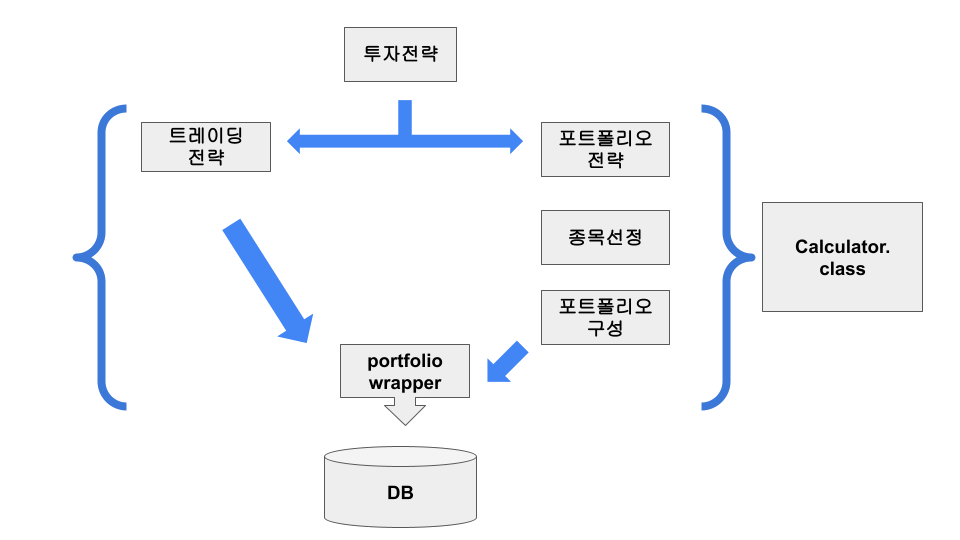 투자전략
트레이딩
전략
포트폴리오
전략
종목선정
포트폴리오
구성
Calculator.
class
portfolio
wrapper
DB